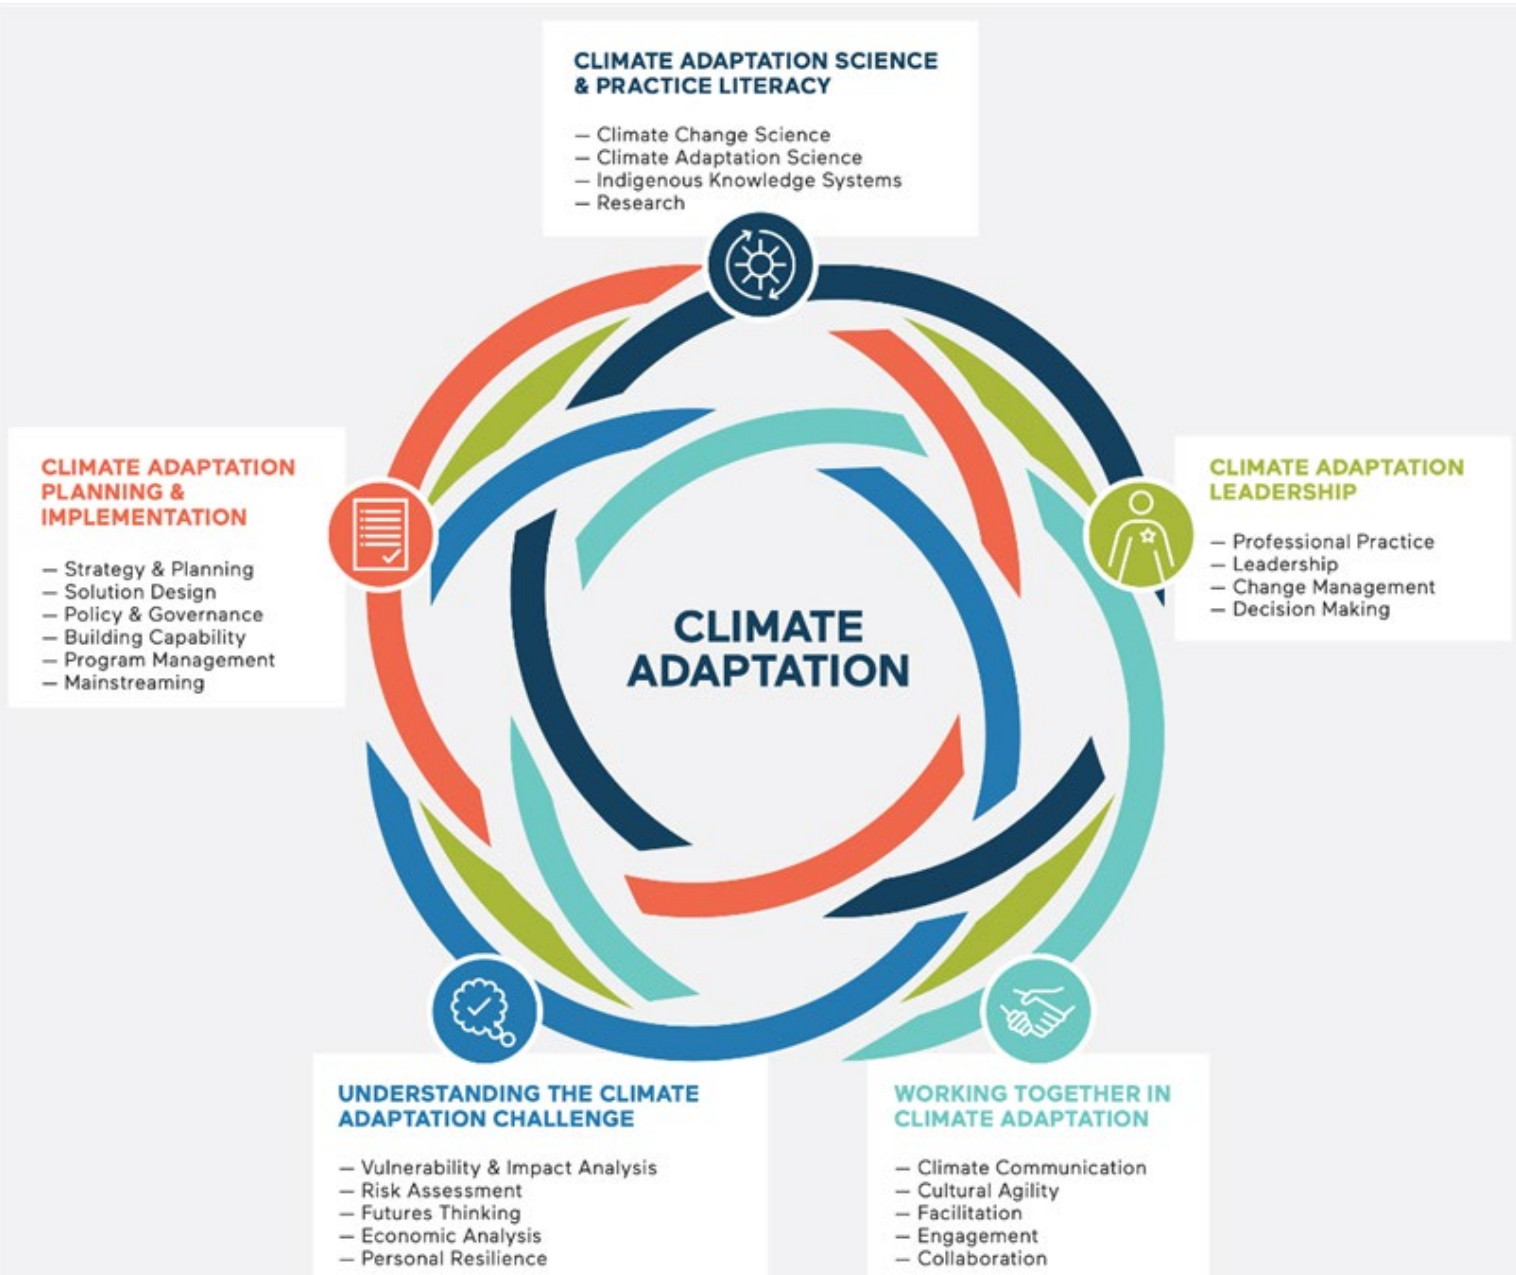 CLIMATE ADAPTATION SCIENCE
& PRACTICE LITERACY
— Climate Change Science
— Climate Adaptation Science
— Indigenous Knowledge Systems
— Research
CLIMATE ADAPTATION
PLANNING &
IMPLEMENTATION
— Strategy & Planning
— Solution Design
— Policy & Governance
— Building Capability
— Program Management
— Mainstreaming
CLIMATE ADAPTATION
LEADERSHIP
— Professional Practice
— Leadership
— Change Management
— Decision Making
CLIMATE
ADAPTATION
UNDERSTANDING THE CLIMATE
ADAPTATION CHALLENGE
— Vulnerability & Impact Analysis
— Risk Assessment
— Futures Thinking
— Economic Analysis
— Personal Resilience
WORKING TOGETHER IN
CLIMATE ADAPTATION
— Climate Communication
— Cultural Agility
— Facilitation
— Engagement
— Collaboration